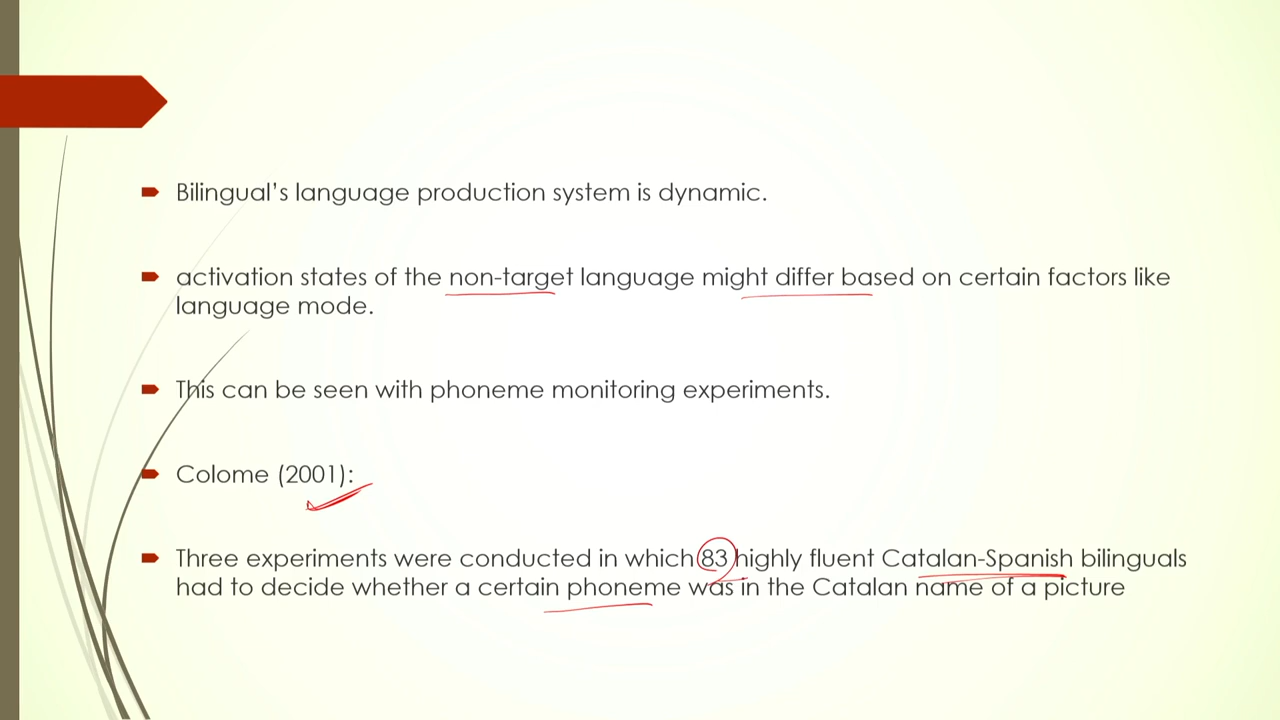 Bilingual's language production system is dynamic.
activation states of the non-target language might differ based on certain factors like
language mode.
This can be seen with phoneme monitoring experiments.
Colome (2001):
Three experiments were conducted in which 83 highly fluent Catalan-Spanish bilinguals
had to decide whether a certain phoneme was in the Catalan name of a picture